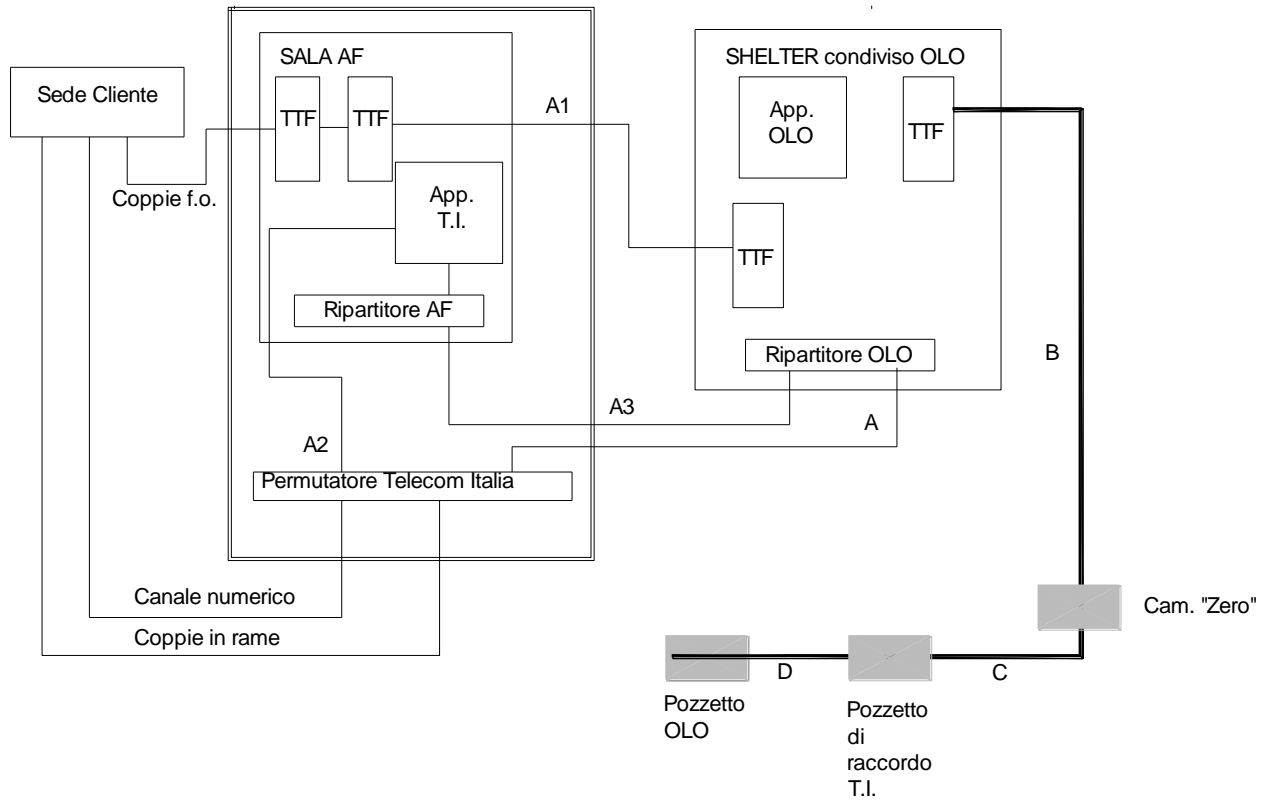 SALA AF
SHELTER condiviso OLO
Sede Cliente
TTF
TTF
A1
App.
OLO
TTF
Coppie f.o.
App.
T.I.
TTF
Ripartitore AF
Ripartitore OLO
B
A3
A
A2
Permutatore Telecom Italia
Canale numerico
Cam. "Zero"
Coppie in rame
D
C
Pozzetto
OLO
Pozzetto
di
raccordo
T.I.